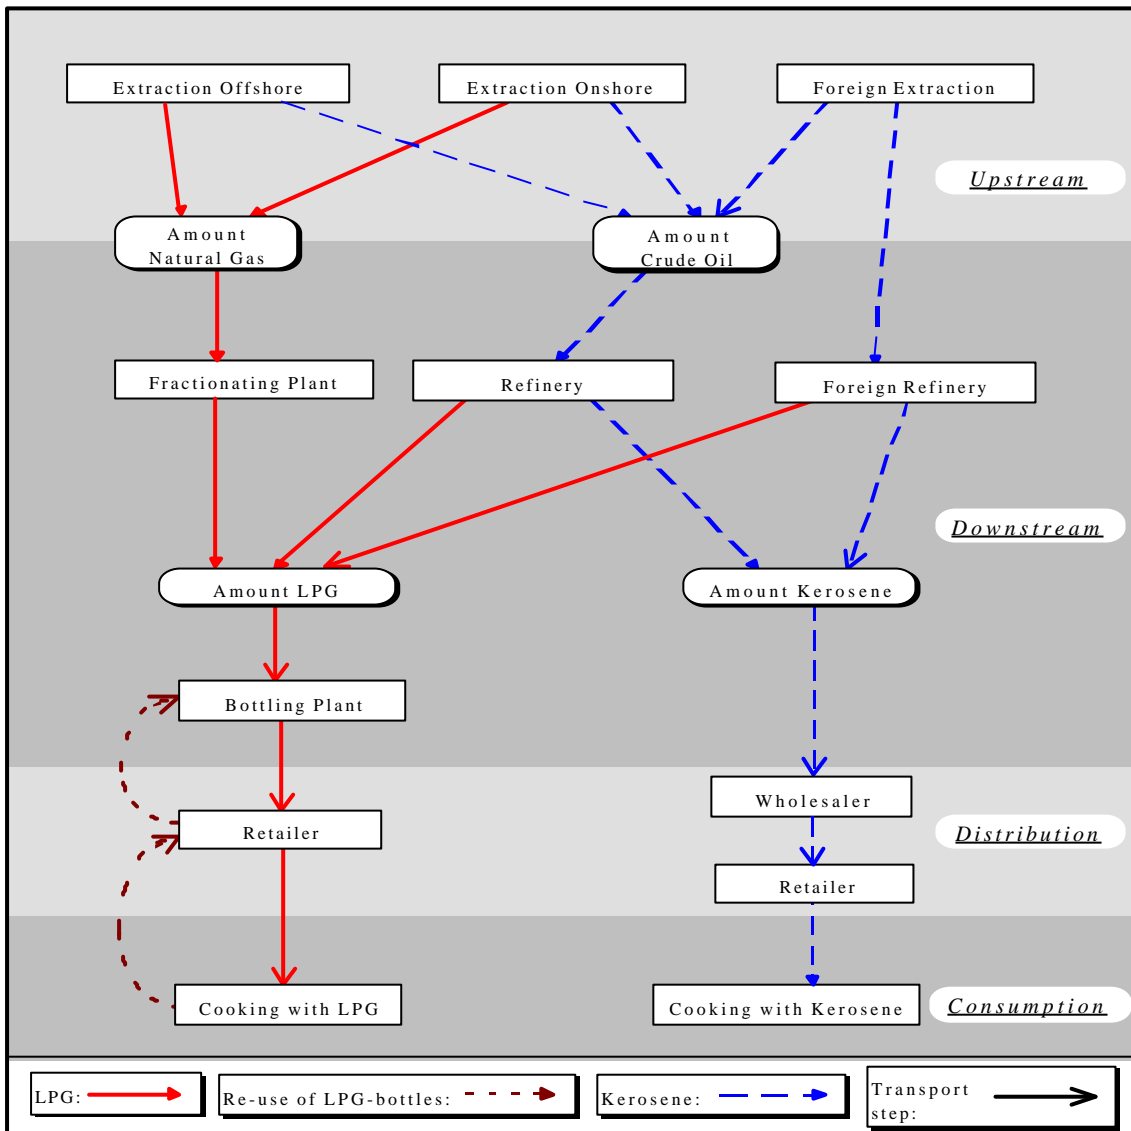 Extraction Offshore
Extraction Onshore
Foreign Extraction
Upstream
Amount
Natural Gas
Amount
Crude Oil
Fractionating Plant
Refinery
Foreign Refinery
Downstream
Amount LPG
Amount Kerosene
Bottling Plant
Wholesaler
Retailer
Distribution
Retailer
Cooking with LPG
Cooking with Kerosene
Consumption
LPG:
Re-use of LPG-bottles:
Kerosene:
Transport
step: